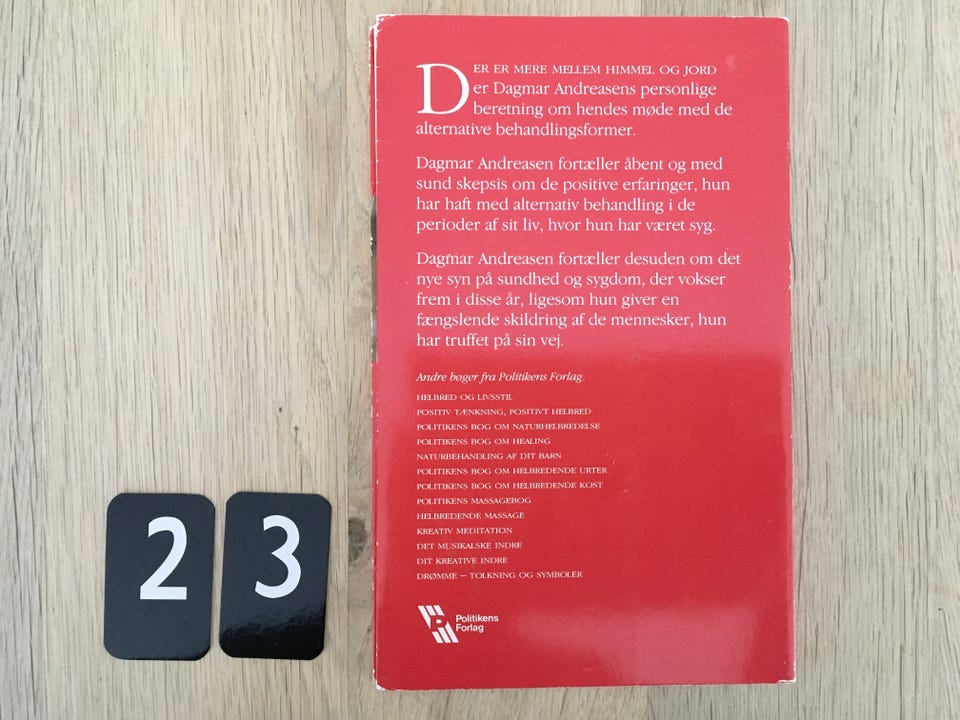 DER ER MERE MELLEM HIMMEL OG JORD
er Dagmar Andreasens personlige
beretning om hendes møde med de
alternative behandlingsformer.
Dagmar Andreasen fortæller åbent og med
sund skepsis om de positive erfaringer, hun
har haft med alternativ behandling i de
perioder af sit liv, hvor hun har været syg.
Dagmar Andreasen fortæller desuden om det
nye syn på sundhed og sygdom, der vokser
frem i disse år, ligesom hun giver en
fængslende skildring af de mennesker, hun
har truffet på sin vej.
Andre bøger fra Politikens Forlag:
HELBRED OG LIVSSTIL
POSITIV TÆNKNING, POSITIVT HELBRED
POLITIKENS BOG OM NATURHELBREDELSE
POLITIKENS BOG OM HEALING
NATURBEHANDLING AF DIT BARN
POLITIKENS BOG OM HELBREDENDE URTER
POLITIKENS BOG OM HELBREDENDE KOST
POLITIKENS MASSAGEBOG
HELBREDENDE MASSAGE
KREATIV MEDITATION
DET MUSIKALSKE INDRE
DIT KREATIVE INDRE
DRØMME – TOLKNING OG SYMBOLER
Politikens
Forlag
2 3